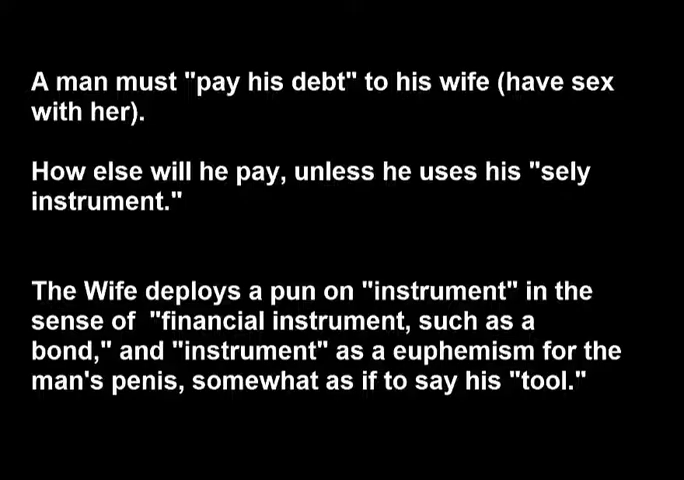 A man must "pay his debt" to his wife (have sex
with her).
How else will he pay, unless he uses his "sely
instrument."
The Wife deploys a pun on "instrument" in the
sense of  "financial instrument, such as a
bond," and "instrument" as a euphemism for the
man's penis, somewhat as if to say his "tool."